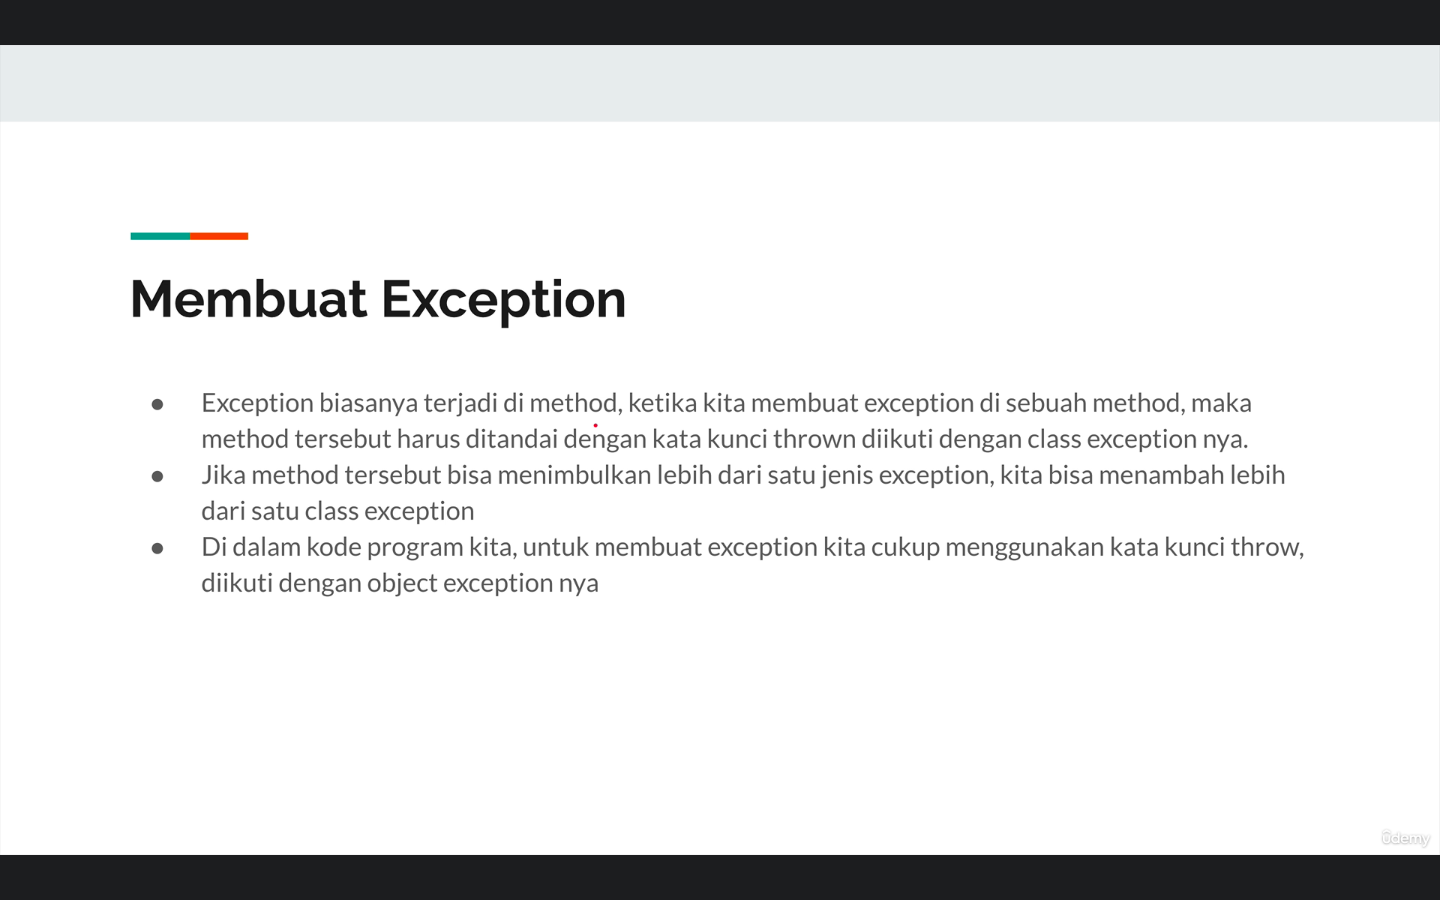 Membuat Exception
● Exception biasanya terjadi di method, ketika kita membuat exception di sebuah method, maka
method tersebut harus ditandai dengan kata kunci thrown diikuti dengan class exception nya.
● Jika method tersebut bisa menimbulkan lebih dari satu jenis exception, kita bisa menambah lebih
dari satu class exception
● Di dalam kode program kita, untuk membuat exception kita cukup menggunakan kata kunci throw,
diikuti dengan object exception nya
ûdemy